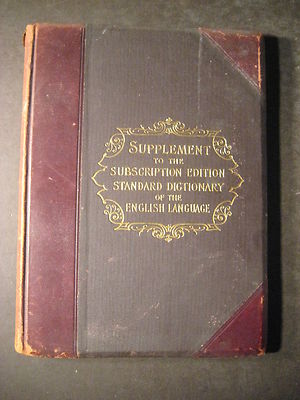 SUPPLEMENT
TO THE
SUBSCRIPTION EDITION
STANDARD DICTIONARY
OF THE
ENGLISH LANGUAGE